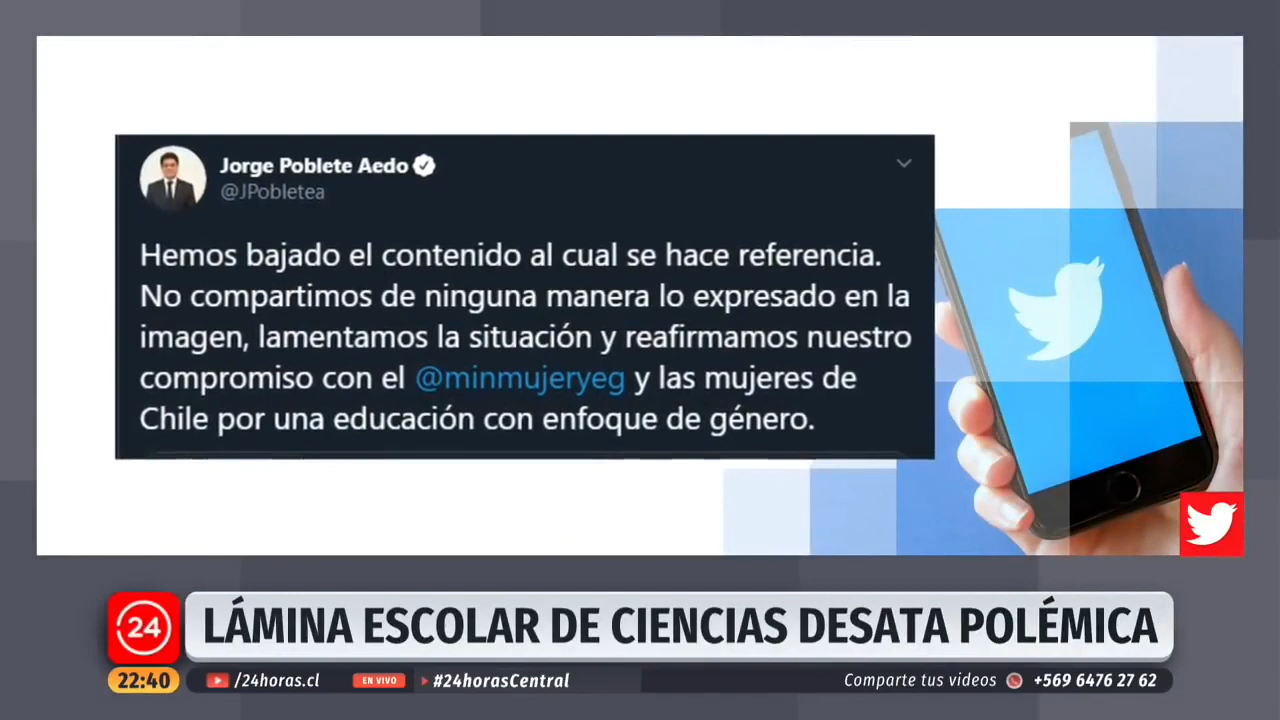 Jorge Poblete Aedo
@JPobletea
Hemos bajado el contenido al cual se hace referencia.
No compartimos de ninguna manera lo expresado en la
imagen, lamentamos la situación y reafirmamos nuestro
compromiso con el @minmujeryeg y las mujeres de
Chile por una educación con enfoque de género.
24
LÁMINA ESCOLAR DE CIENCIAS DESATA POLÉMICA
22:40
/24horas.cl
EN VIVO
#24horasCentral
Comparte tus videos
+569 6476 27 62